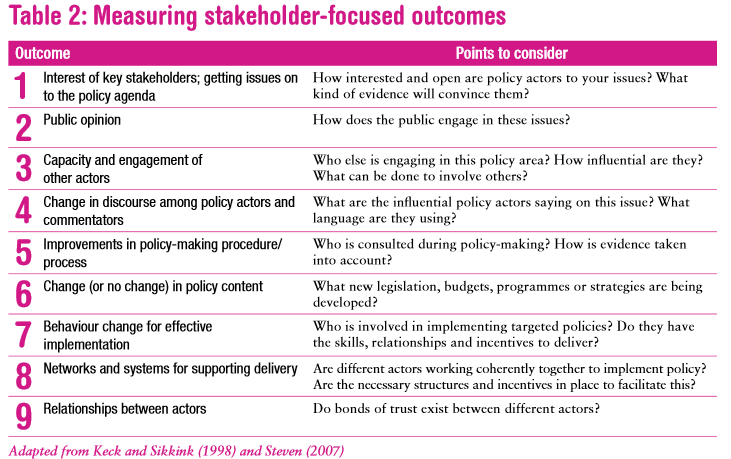 Table 2: Measuring stakeholder-focused outcomes
Outcome Points to consider
1 Interest of key stakeholders; getting issues on How interested and open are policy actors to your issues? What
to the policy agenda kind of evidence will convince them?
2 Public opinion How does the public engage in these issues?
3 Capacity and engagement of Who else is engaging in this policy area? How influential are they?
other actors What can be done to involve others?
4 Change in discourse among policy actors and What are the influential policy actors saying on this issue? What
commentators language are they using?
5 Improvements in policy-making procedure/ Who is consulted during policy-making? How is evidence taken
process into account?
6 Change (or no change) in policy content What new legislation, budgets, programmes or strategies are being
developed?
7 Behaviour change for effective Who is involved in implementing targeted policies? Do they have
implementation the skills, relationships and incentives to deliver?
8 Networks and systems for supporting delivery Are different actors working coherently together to implement policy?
Are the necessary structures and incentives in place to facilitate this?
9 Relationships between actors Do bonds of trust exist between different actors?
Adapted from Keck and Sikkink (1998) and Steven (2007)